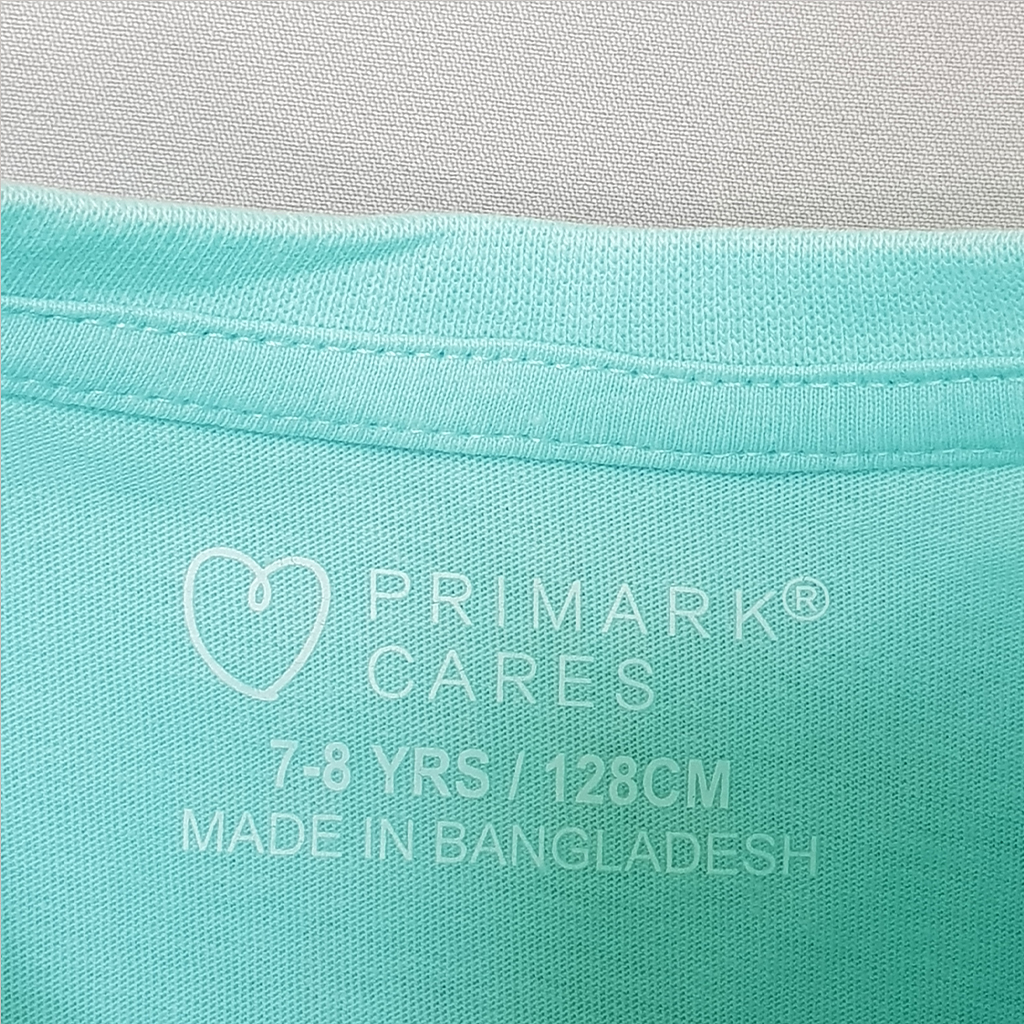 PRIMARK®
CARES
7-8 YRS / 128CM
MADE IN BANGLADESH